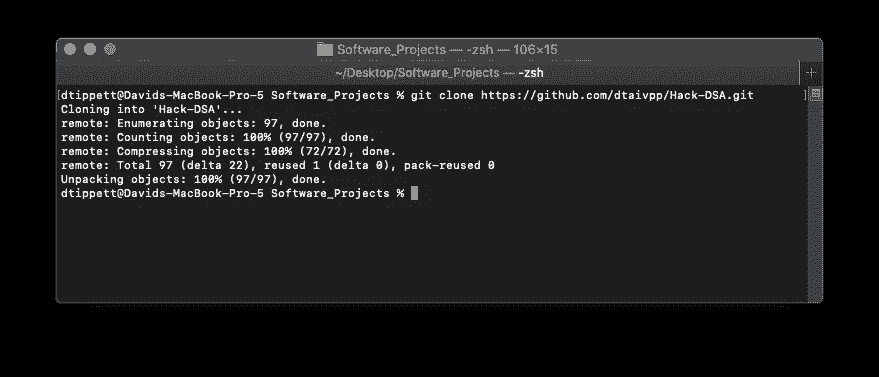 Software_Projects — -zsh — 106×15
~/Desktop/Software_Projects — -zsh
[dtippett@Davids-MacBook-Pro-5 Software_Projects % git clone https://github.com/dtaivpp/Hack-DSA.git ]
Cloning into 'Hack-DSA'...
remote: Enumerating objects: 97, done.
remote: Counting objects: 100% (97/97), done.
remote: Compressing objects: 100% (72/72), done.
remote: Total 97 (delta 22), reused 1 (delta 0), pack-reused 0
Unpacking objects: 100% (97/97), done.
dtippett@Davids-MacBook-Pro-5 Software_Projects %